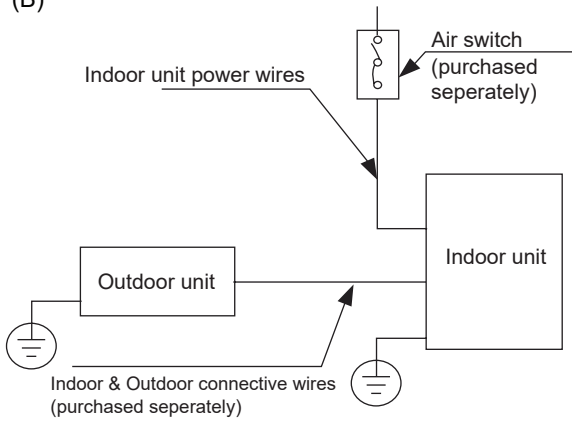 (B)
Air switch
(purchased
seperately)
Indoor unit power wires
Indoor unit
Outdoor unit
Indoor & Outdoor connective wires
(purchased seperately)